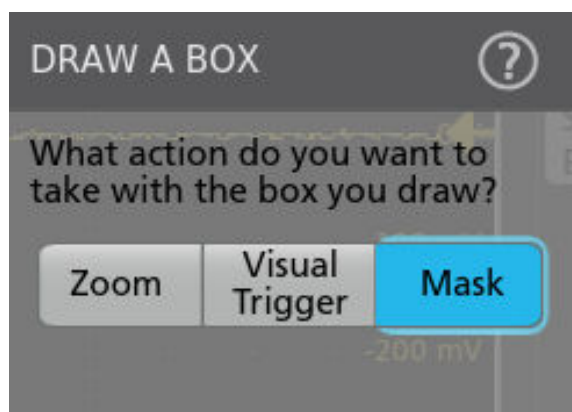 DRAW A BOX ?
What action do you want to
take with the box you draw?
Zoom
Visual
Trigger
Mask
-200 mV